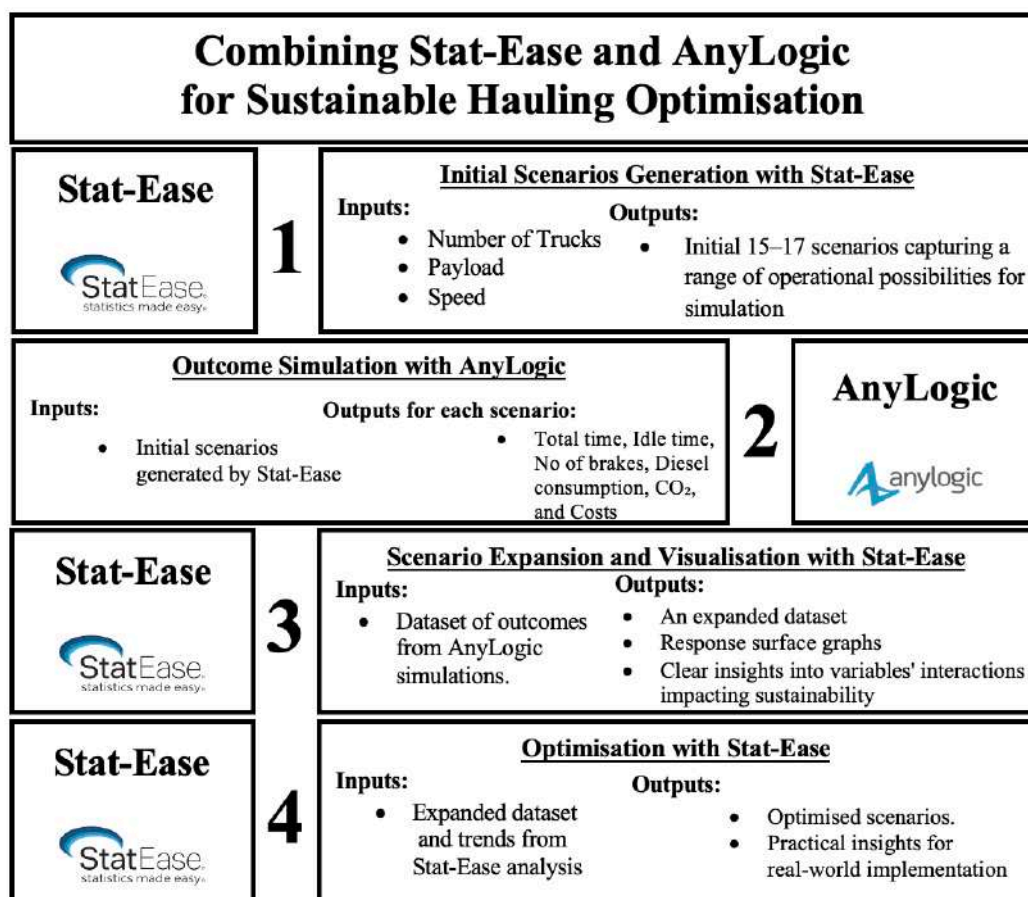 Combining Stat-Ease and AnyLogic
for Sustainable Hauling Optimisation
Stat-Ease
StatEase®
statistics made easy®
1
Initial Scenarios Generation with Stat-Ease
Inputs:
• Number of Trucks
• Payload
• Speed
Outputs:
• Initial 15–17 scenarios capturing a
range of operational possibilities for
simulation
Outcome Simulation with AnyLogic
Inputs:
• Initial scenarios
generated by Stat-Ease
Outputs for each scenario:
• Total time, Idle time,
No of brakes, Diesel
consumption, CO₂,
and Costs
2
AnyLogic
anylogic
Stat-Ease
StatEase®
statistics made easy®
3
Scenario Expansion and Visualisation with Stat-Ease
Inputs:
• Dataset of outcomes
from AnyLogic
simulations.
Outputs:
• An expanded dataset
• Response surface graphs
• Clear insights into variables' interactions
impacting sustainability
Stat-Ease
StatEase®
statistics made easy®
4
Optimisation with Stat-Ease
Inputs:
• Expanded dataset
and trends from
Stat-Ease analysis
Outputs:
• Optimised scenarios.
• Practical insights for
real-world implementation